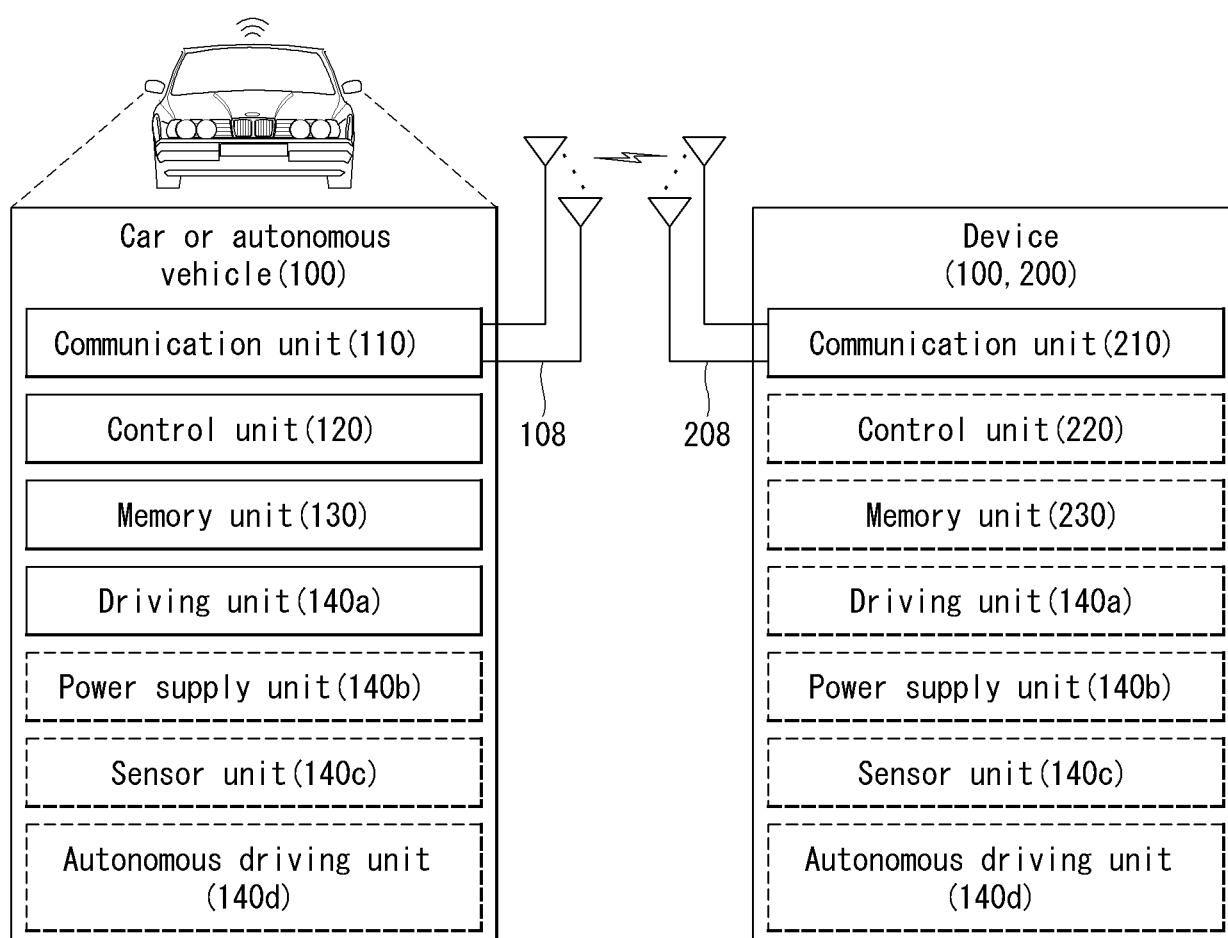 Car or autonomous
vehicle(100)
Communication unit(110)
Control unit(120)
Memory unit(130)
Driving unit(140a)
Power supply unit(140b)
Sensor unit(140c)
Autonomous driving unit
(140d)
108
208
Device
(100,200)
Communication unit(210)
Control unit(220)
Memory unit(230)
Driving unit(140a)
Power supply unit(140b)
Sensor unit(140c)
Autonomous driving unit
(140d)